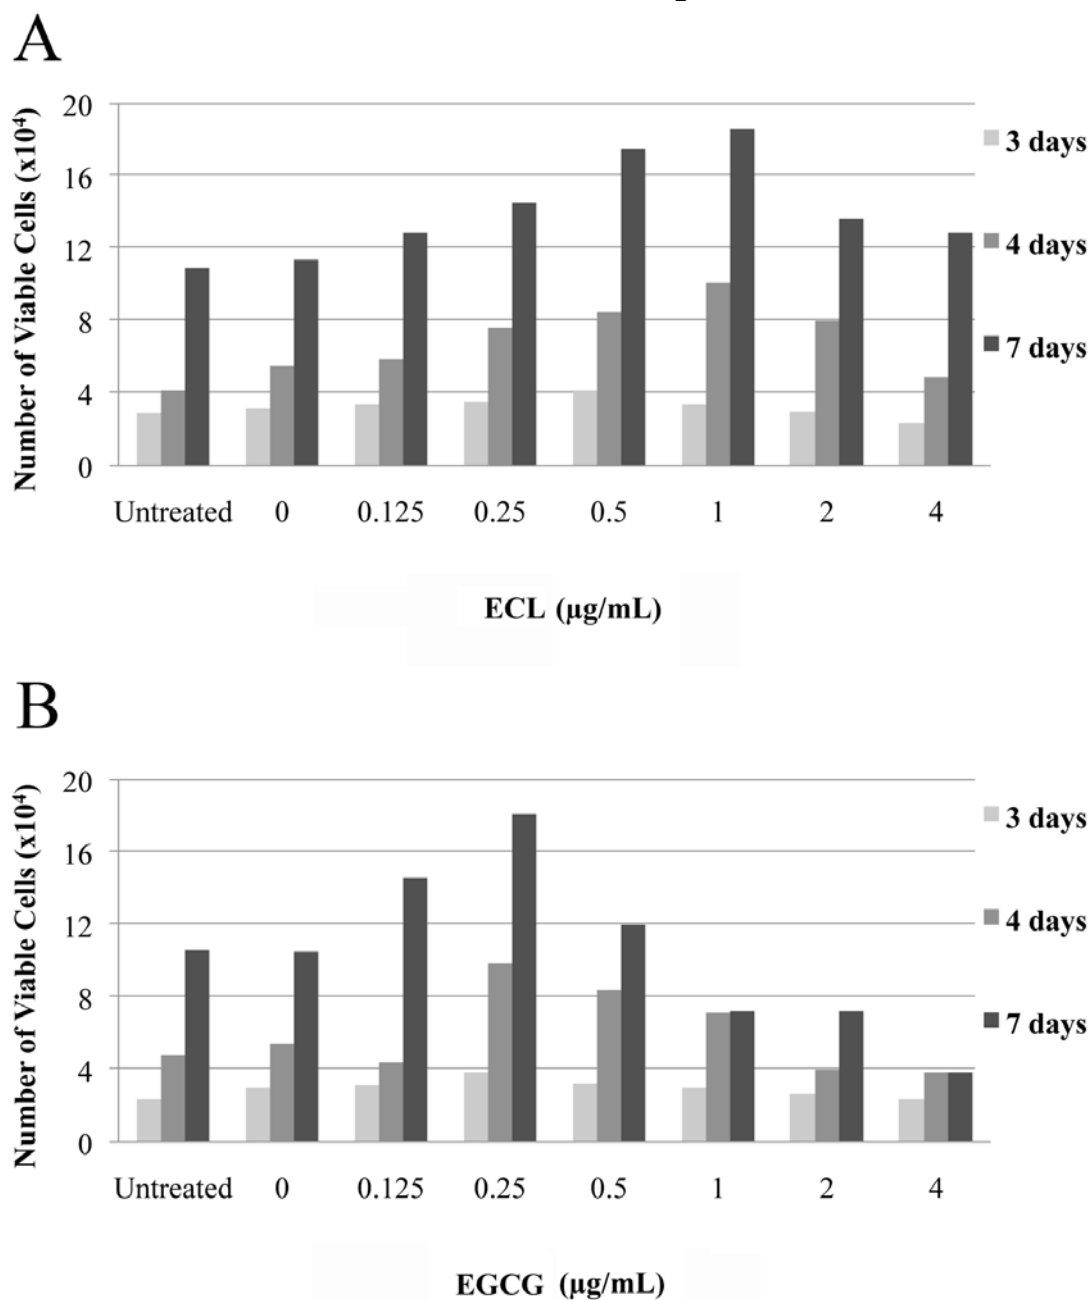 A
Number of Viable Cells (x10⁴)
20
16
12
8
4
0
Untreated 0 0.125 0.25 0.5 1 2 4
ECL (µg/mL)
3 days
4 days
7 days
B
Number of Viable Cells (x10⁴)
20
16
12
8
4
0
Untreated 0 0.125 0.25 0.5 1 2 4
EGCG (µg/mL)
3 days
4 days
7 days